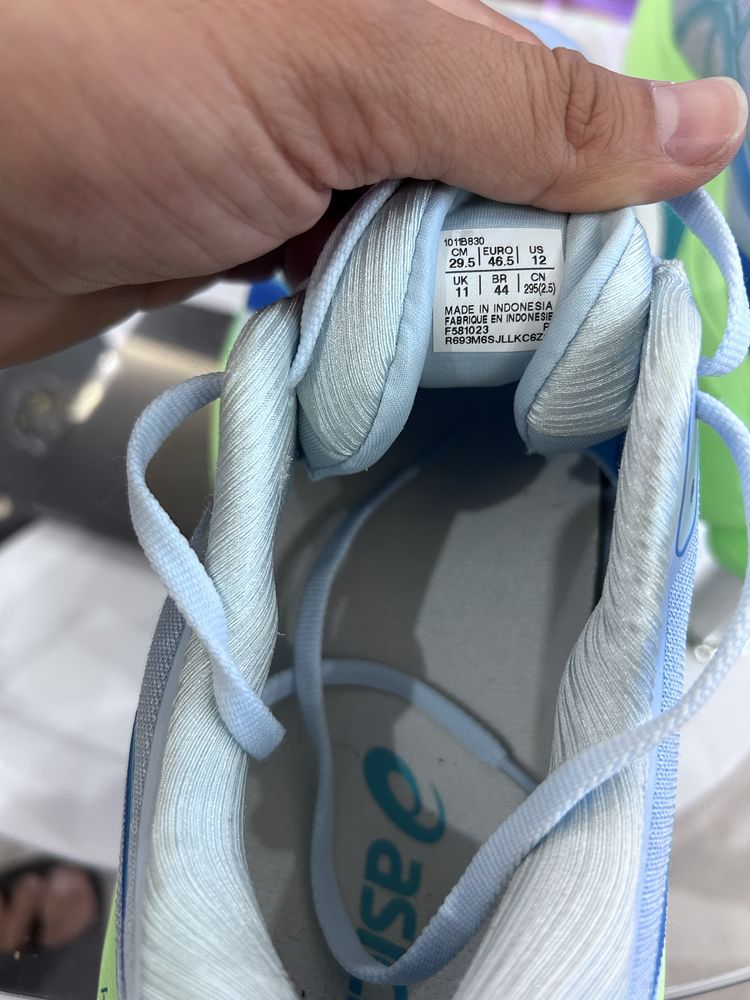 1011B830
CM EURO US
29.5 46.5 12
UK BR CN
11 44 295(2.5)
MADE IN INDONESIA
FABRIQUE EN INDONESIE
F581023
R693M6SJLLKC6Z
asics